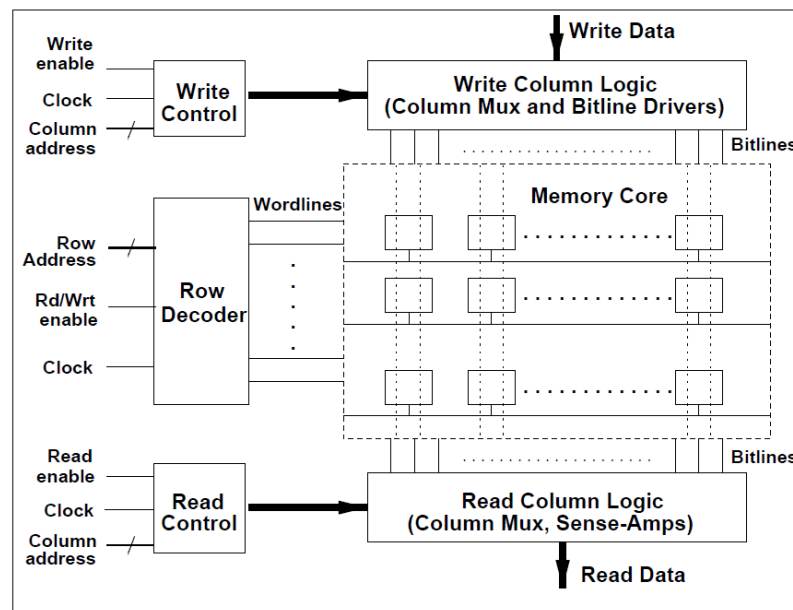 Write Data
Write
enable
Clock
Column
address
Write
Control
Write Column Logic
(Column Mux and Bitline Drivers)
Bitlines
Wordlines
Memory Core
Row
Address
Rd/Wrt
enable
Clock
Row
Decoder
Read
enable
Clock
Column
address
Read
Control
Bitlines
Read Column Logic
(Column Mux, Sense-Amps)
Read Data